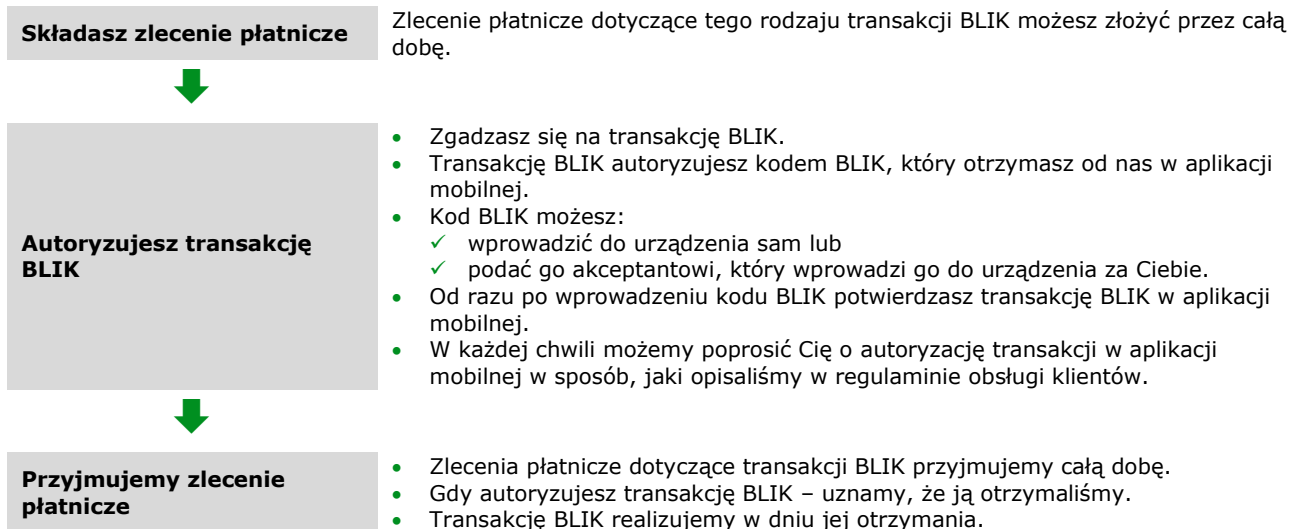 Składasz zlecenie płatnicze
Zlecenie płatnicze dotyczące tego rodzaju transakcji BLIK możesz złożyć przez całą
dobę.
Autoryzujesz transakcję
BLIK
• Zgadzasz się na transakcję BLIK.
• Transakcję BLIK autoryzujesz kodem BLIK, który otrzymasz od nas w aplikacji
mobilnej.
• Kod BLIK możesz:
✓ wprowadzić do urządzenia sam lub
✓ podać go akceptantowi, który wprowadzi go do urządzenia za Ciebie.
• Od razu po wprowadzeniu kodu BLIK potwierdzasz transakcję BLIK w aplikacji
mobilnej.
• W każdej chwili możemy poprosić Cię o autoryzację transakcji w aplikacji
mobilnej w sposób, jaki opisaliśmy w regulaminie obsługi klientów.
Przyjmujemy zlecenie
płatnicze
• Zlecenia płatnicze dotyczące transakcji BLIK przyjmujemy całą dobę.
• Gdy autoryzujesz transakcję BLIK – uznamy, że ją otrzymaliśmy.
• Transakcję BLIK realizujemy w dniu jej otrzymania.